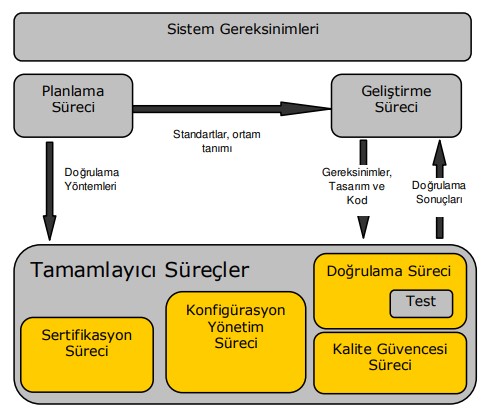 Sistem Gereksinimleri
Planlama
Süreci
Geliştirme
Süreci
Standartlar, ortam
tanımı
Doğrulama
Yöntemleri
Gereksinimler,
Tasarım ve
Kod
Doğrulama
Sonuçları
Tamamlayıcı Süreçler
Doğrulama Süreci
Test
Sertifikasyon
Süreci
Konfigürasyon
Yönetim
Süreci
Kalite Güvencesi
Süreci